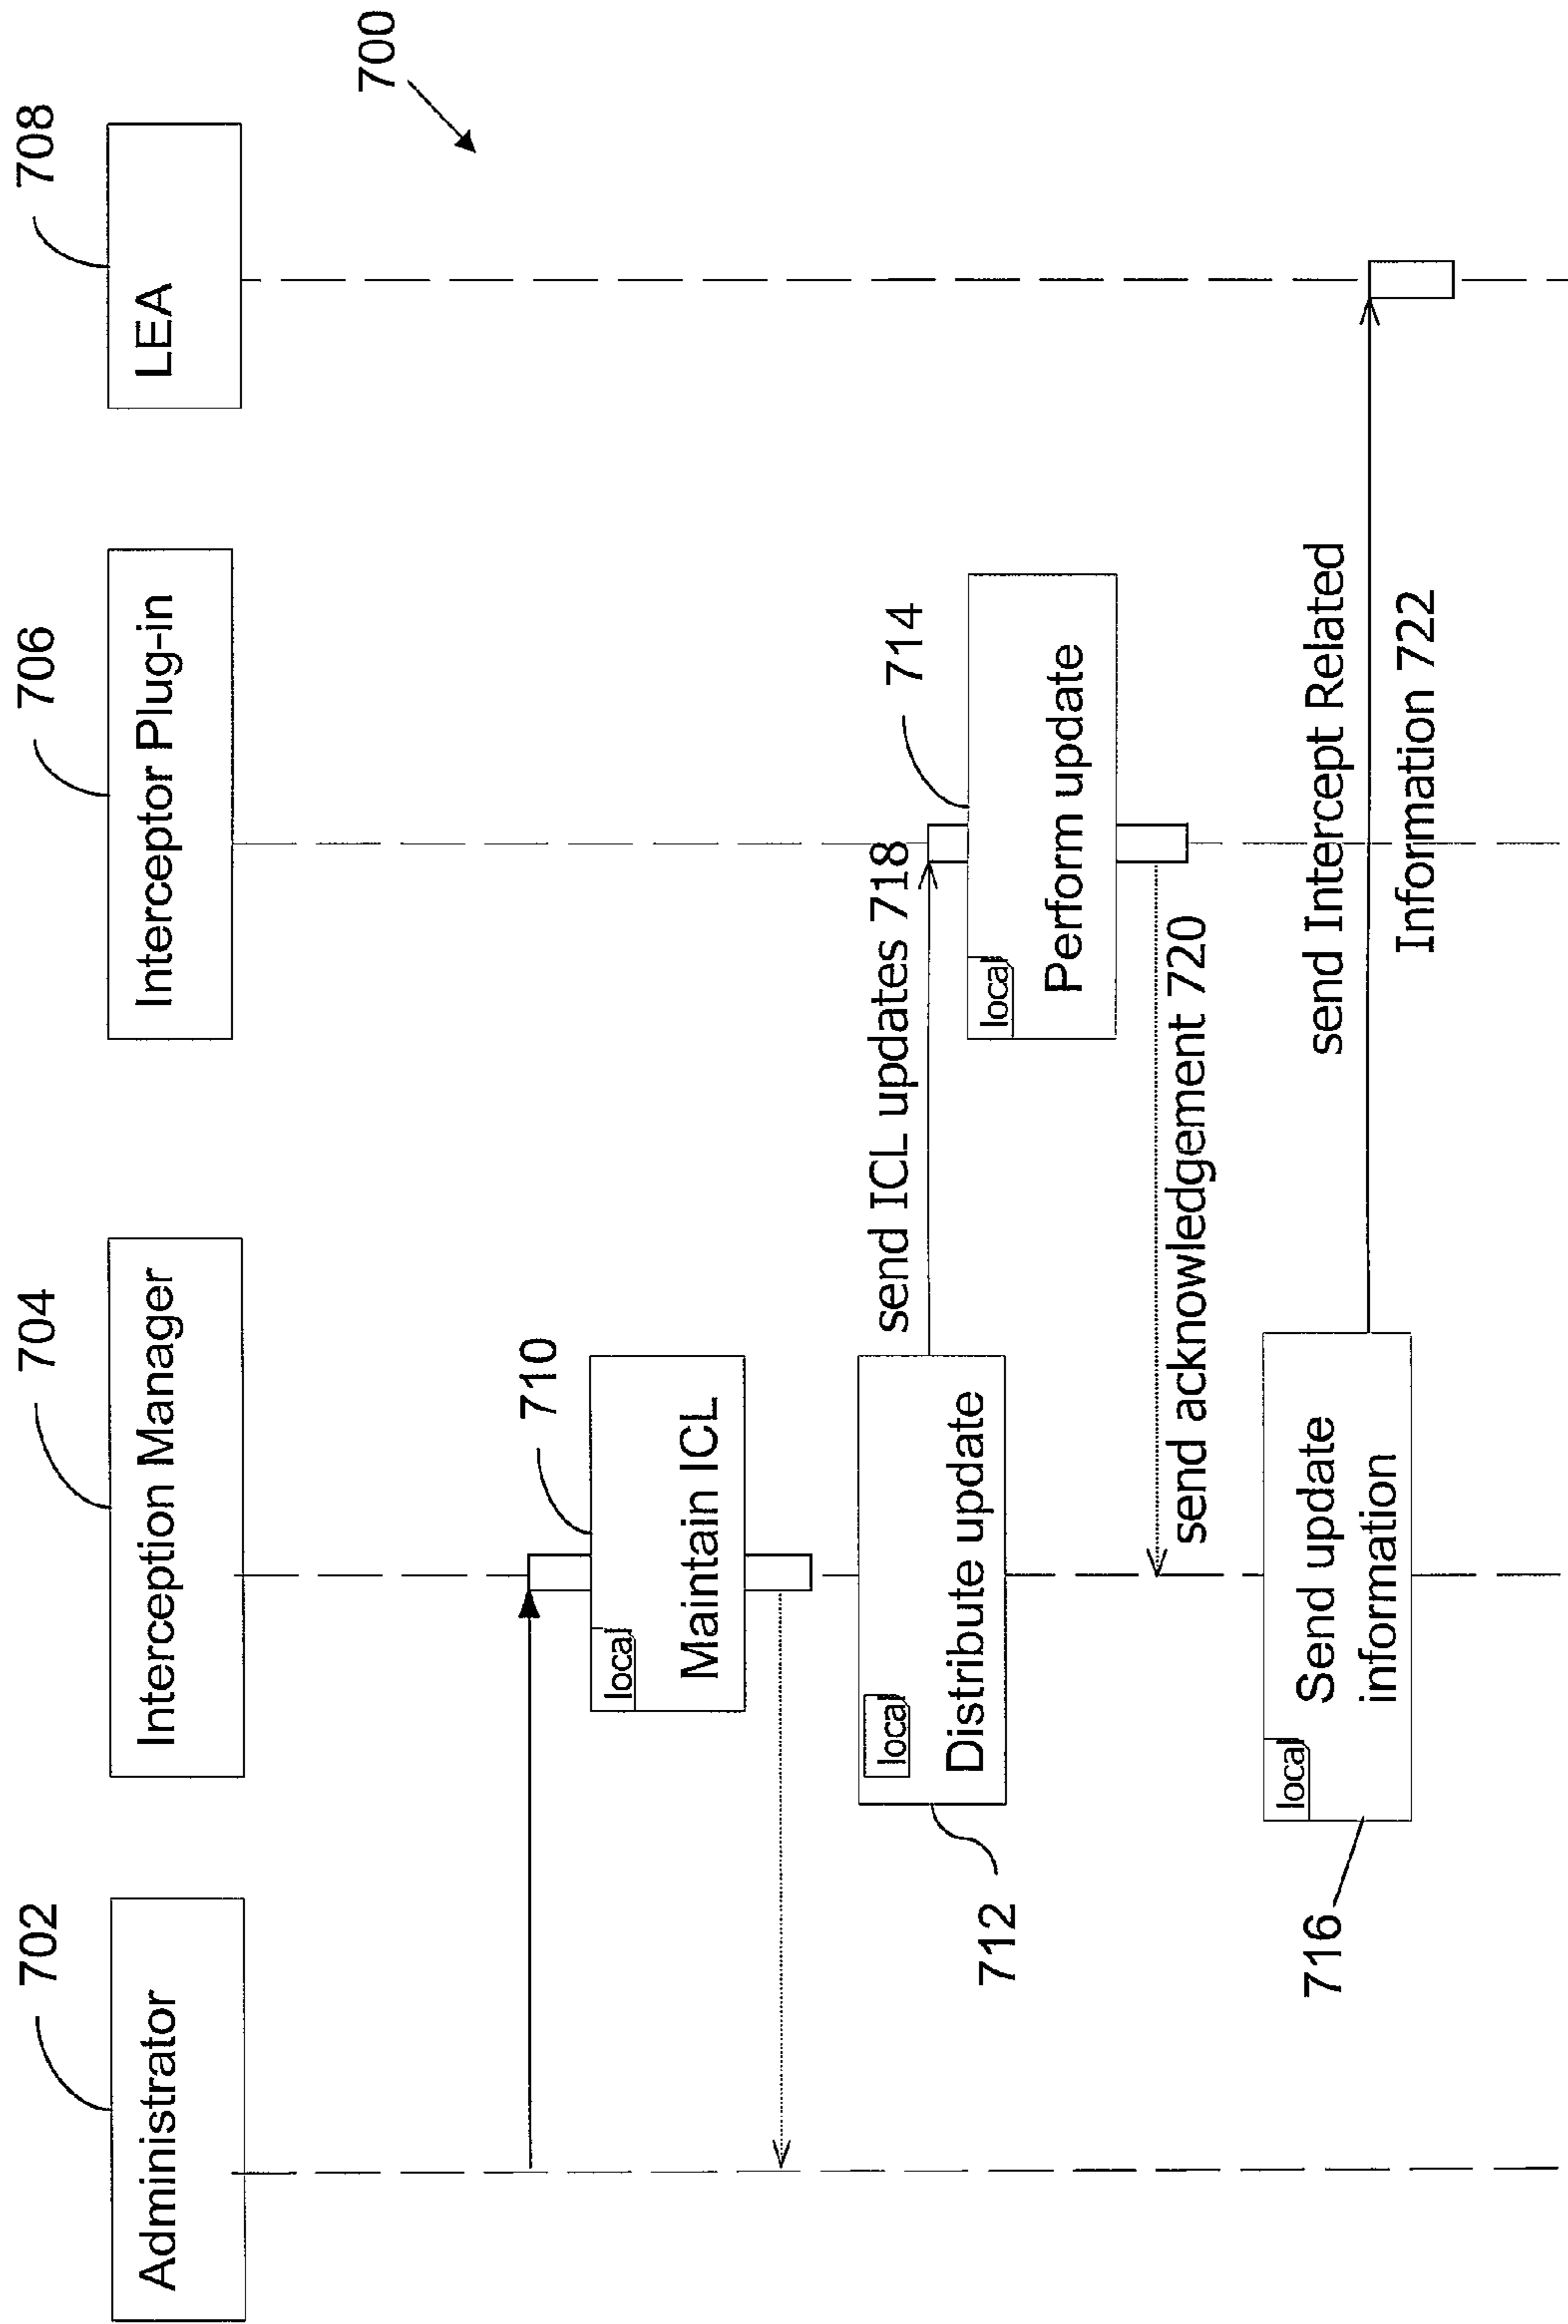 702
704
706
708
Administrator
Interception Manager
Interceptor Plug-in
LEA
700
710
local
Maintain ICL
send ICL updates 718
712
local
Distribute update
714
local
Perform update
send acknowledgement 720
716
local
Send update
information
send Intercept Related
Information 722